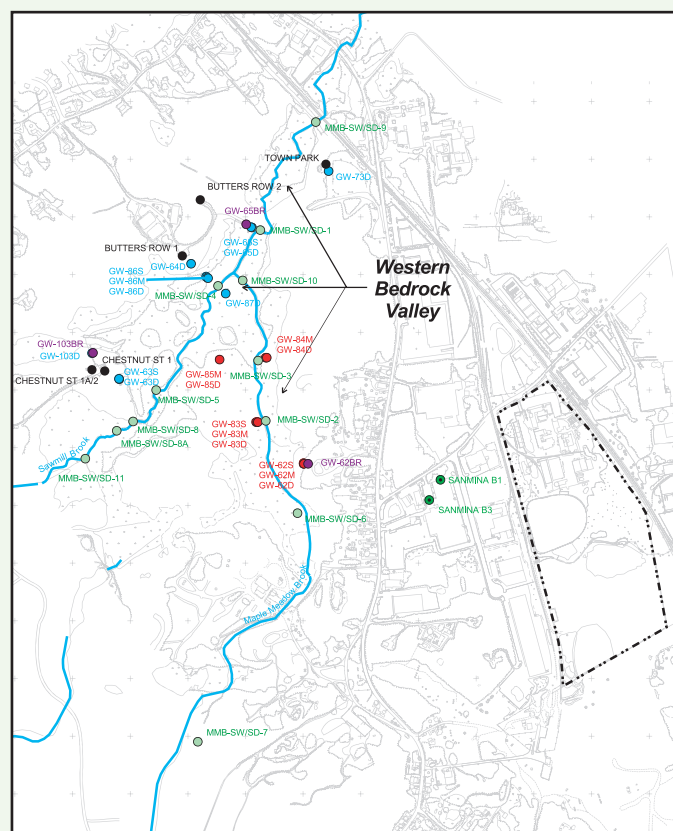 MMB-SW/SD-9
TOWN PARK
GW-73D
BUTTERS ROW 2
GW-65BR
GW-65S
GW-65D
MMB-SW/SD-1
BUTTERS ROW 1
GW-64D
GW-86S
GW-86M
GW-86D
MMB-SW/SD-10
MMB-SW/SD-4
GW-87D
Western
Bedrock
Valley
GW-103BR
GW-103D
CHESTNUT ST 1
CHESTNUT ST 1A/2
GW-63S
GW-63D
GW-84M
GW-84D
GW-85M
GW-85D
MMB-SW/SD-3
MMB-SW/SD-5
MMB-SW/SD-8
MMB-SW/SD-8A
GW-83S
GW-83M
GW-83D
MMB-SW/SD-2
Sawmill Brook
MMB-SW/SD-11
GW-62S
GW-62M
GW-62D
GW-62BR
SANMINA B1
SANMINA B3
MMB-SW/SD-6
Maple Meadow Brook
MMB-SW/SD-7